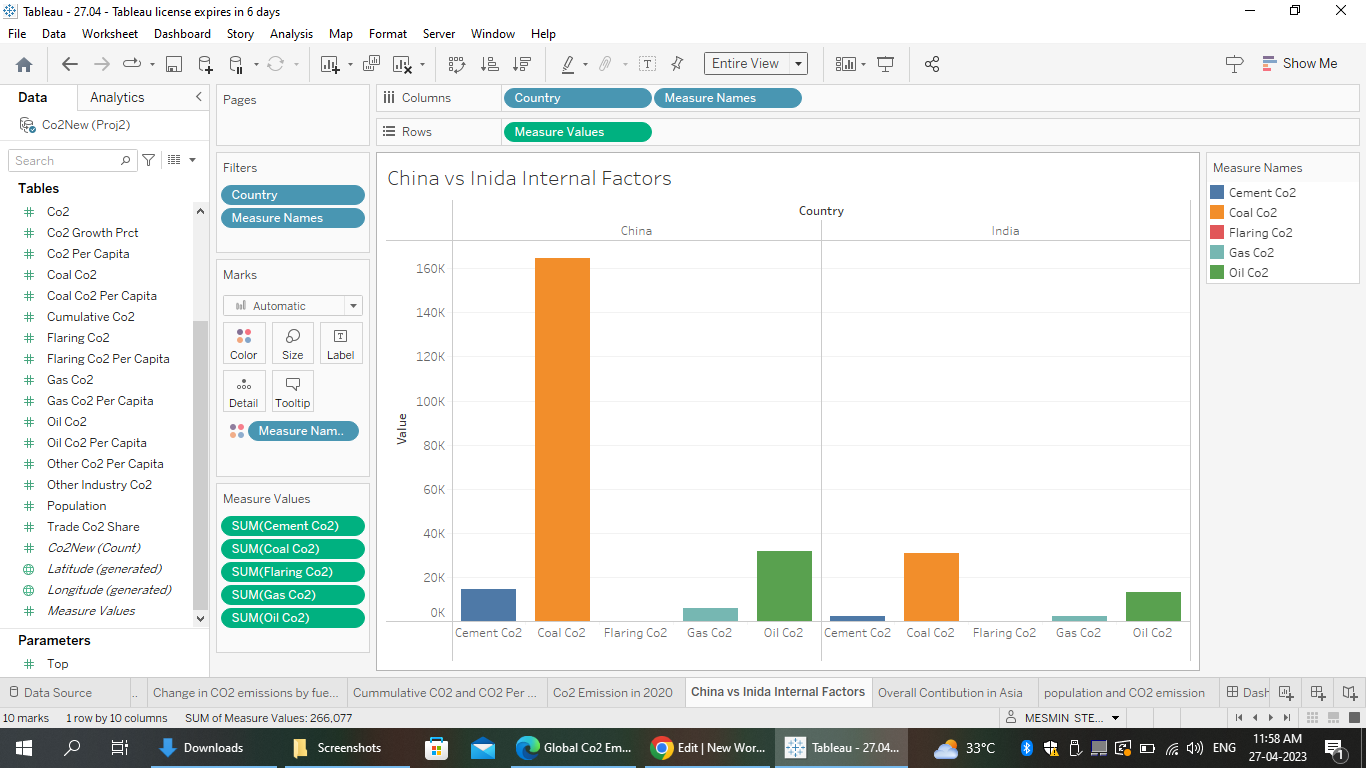 Tableau - 27.04 - Tableau license expires in 6 days
File Data Worksheet Dashboard Story Analysis Map Format Server Window Help
Entire View
Show Me
Data Analytics
Co2New (Proj2)
Search
Tables
Co2
Co2 Growth Prct
Co2 Per Capita
Coal Co2
Coal Co2 Per Capita
Cumulative Co2
Flaring Co2
Flaring Co2 Per Capita
Gas Co2
Gas Co2 Per Capita
Oil Co2
Oil Co2 Per Capita
Other Co2 Per Capita
Other Industry Co2
Population
Trade Co2 Share
Co2New (Count)
Latitude (generated)
Longitude (generated)
Measure Values
Parameters
Top
Pages
Filters
Country
Measure Names
Marks
Automatic
Color Size Label
Detail Tooltip
Measure Nam..
Measure Values
SUM(Cement Co2)
SUM(Coal Co2)
SUM(Flaring Co2)
SUM(Gas Co2)
SUM(Oil Co2)
Columns Country Measure Names
Rows Measure Values
China vs Inida Internal Factors
Country
China India
Value
160K
140K
120K
100K
80K
60K
40K
20K
0K
Cement Co2 Coal Co2 Flaring Co2 Gas Co2 Oil Co2 Cement Co2 Coal Co2 Flaring Co2 Gas Co2 Oil Co2
Measure Names
Cement Co2
Coal Co2
Flaring Co2
Gas Co2
Oil Co2
Data Source .. Change in CO2 emissions by fue... Cummulative C02 and CO2 Per ... Co2 Emission in 2020 China vs Inida Internal Factors Overall Contibution in Asia population and CO2 emission Dash
10 marks 1 row by 10 columns SUM of Measure Values: 266,077 MESMIN STE...
Downloads Screenshots Global Co2 Em... Edit | New Wor... Tableau - 27.04... 33°C ENG 11:58 AM
27-04-2023 1